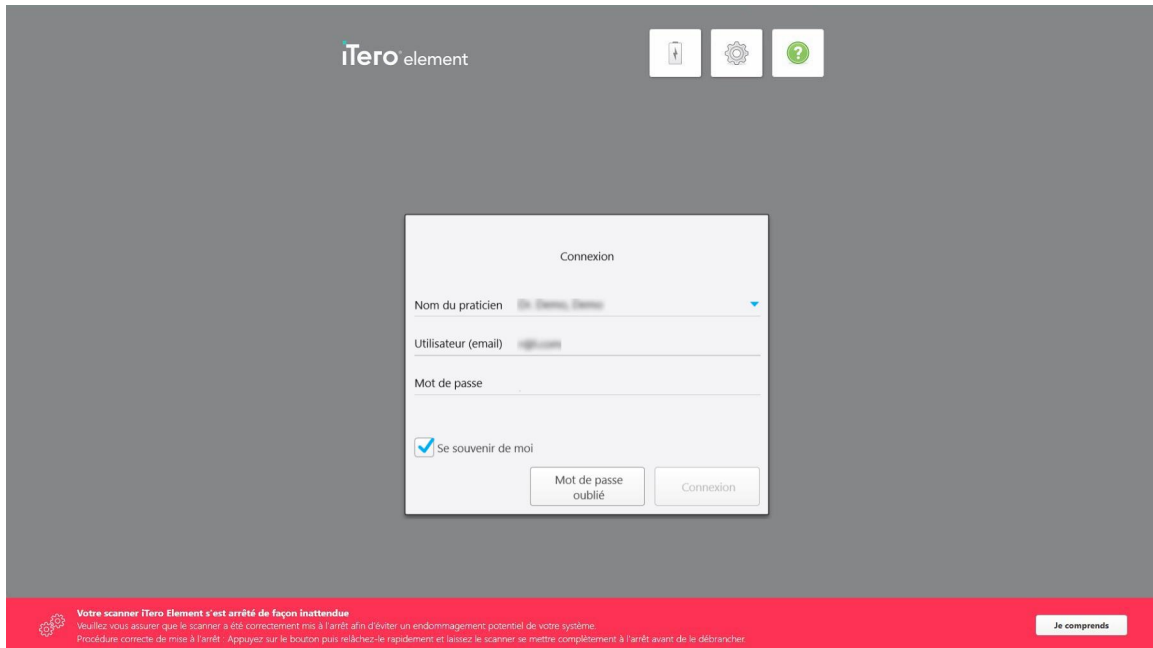 iTero element
Connexion
Nom du praticien
Utilisateur (email)
Mot de passe
Se souvenir de moi
Mot de passe
oublié
Connexion
Votre scanner iTero Element s'est arrêté de façon inattendue
Veuillez vous assurer que le scanner a été correctement mis à l'arrêt afin d'éviter un endommagement potentiel de votre système.
Procédure correcte de mise à l'arrêt : Appuyez sur le bouton puis relâchez-le rapidement et laissez le scanner se mettre complètement à l'arrêt avant de le débrancher.
Je comprends